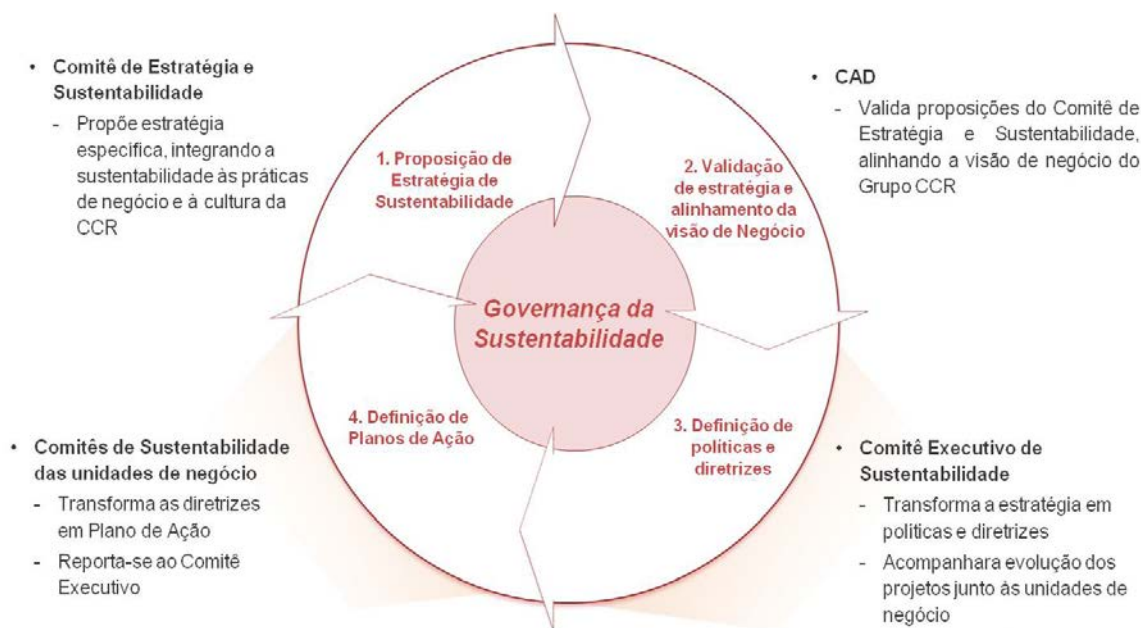 • Comitê de Estratégia e
Sustentabilidade
- Propõe estratégia
específica, integrando a
sustentabilidade às práticas
de negócio e à cultura da
CCR
1. Proposição de
Estratégia de
Sustentabilidade
2. Validação
de estratégia e
alinhamento da
visão de Negócio
• CAD
- Valida proposições do Comitê de
Estratégia e Sustentabilidade,
alinhando a visão de negócio do
Grupo CCR
Governança da
Sustentabilidade
4. Definição de
Planos de Ação
3. Definição de
políticas e
diretrizes
• Comitês de Sustentabilidade
das unidades de negócio
- Transforma as diretrizes
em Plano de Ação
- Reporta-se ao Comitê
Executivo
• Comitê Executivo de
Sustentabilidade
- Transforma a estratégia em
políticas e diretrizes
- Acompanhara evolução dos
projetos junto às unidades de
negócio